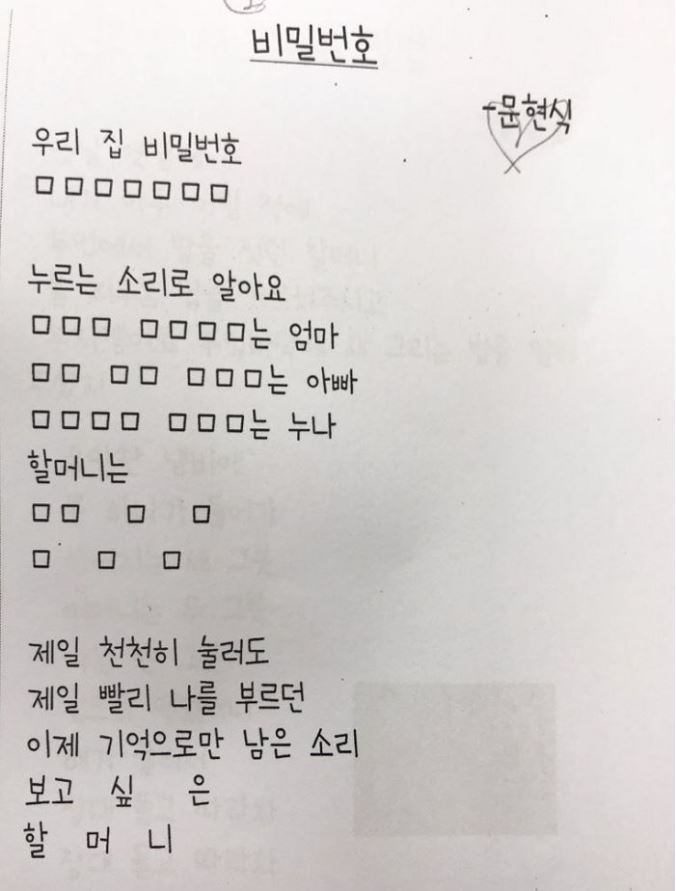 비밀번호
-문현식
우리 집 비밀번호
□□□□□□□
누르는 소리로 알아요
□□□ □□□□는 엄마
□□ □□ □□□는 아빠
□□□□ □□□는 누나
할머니는
□□ □ □
□ □ □
제일 천천히 눌러도
제일 빨리 나를 부르던
이제 기억으로만 남은 소리
보고 싶 은
할 머 니